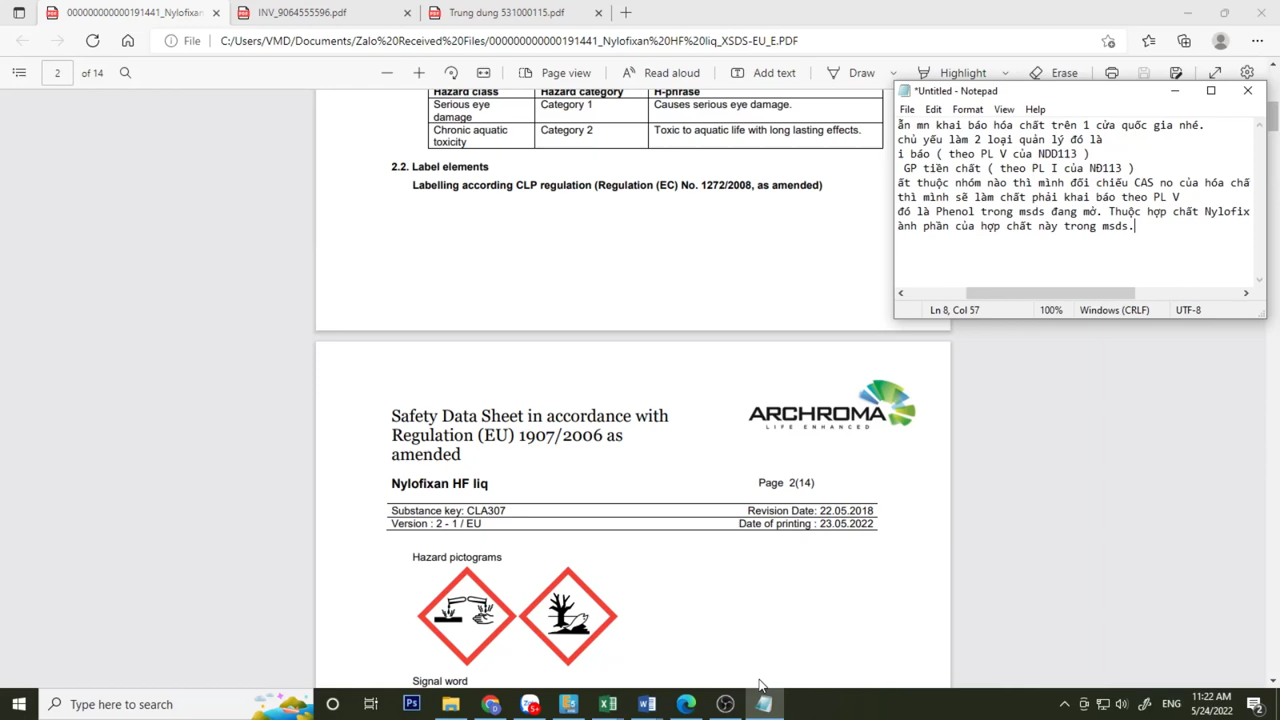 000000000000191441_Nylofixan
INV_9064555596.pdf
Trung dung 531000115.pdf
File
C:/Users/VMD/Documents/Zalo%20Received%20Files/000000000000191441_Nylofixan%20HF%20liq_XSDS-EU_E.PDF
2 of 14
Page view
Read aloud
Add text
Draw
Highlight
Erase
Hazard class Hazard category H-phrase
Serious eye damage Category 1 Causes serious eye damage.
Chronic aquatic toxicity Category 2 Toxic to aquatic life with long lasting effects.
2.2. Label elements
Labelling according CLP regulation (Regulation (EC) No. 1272/2008, as amended)
*Untitled - Notepad
File Edit Format View Help
ẫn mn khai báo hóa chất trên 1 cửa quốc gia nhé.
chủ yếu làm 2 loại quản lý đó là
i báo ( theo PL V của NDD113 )
GP tiền chất ( theo PL I của NĐ113 )
ất thuộc nhóm nào thì mình đối chiếu CAS no của hóa chấ
thì mình sẽ làm chất phải khai báo theo PL V
đó là Phenol trong msds đang mở. Thuộc hợp chất Nylofix
ành phần của hợp chất này trong msds.
Ln 8, Col 57 100% Windows (CRLF) UTF-8
Safety Data Sheet in accordance with
Regulation (EU) 1907/2006 as
amended
ARCHROMA
LIFE ENHANCED
Nylofixan HF liq
Page 2(14)
Substance key: CLA307 Revision Date: 22.05.2018
Version : 2 - 1 / EU Date of printing : 23.05.2022
Hazard pictograms
Signal word
Type here to search
Ps
5+
ENG
11:22 AM
5/24/2022
2